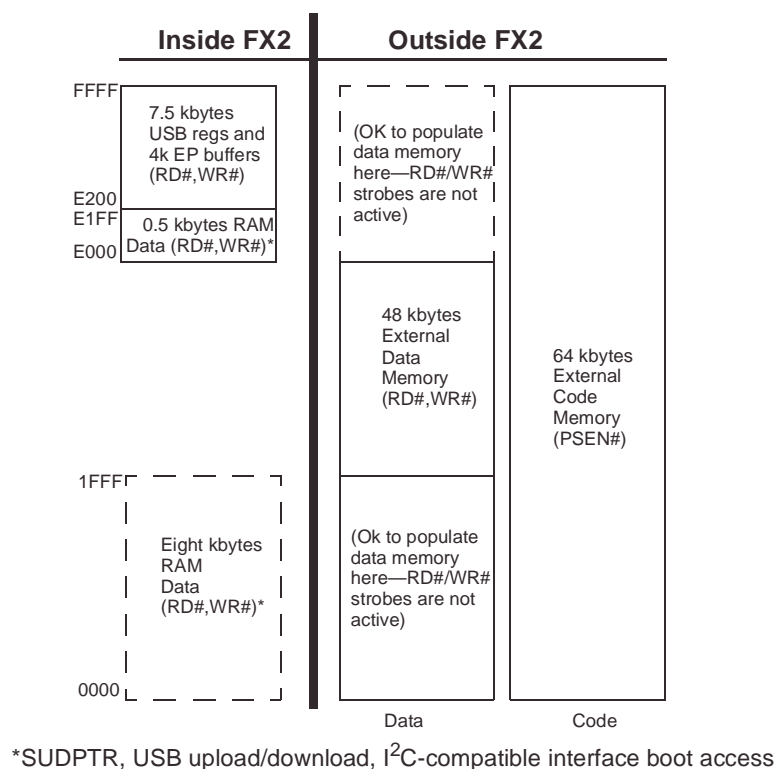 Inside FX2
Outside FX2
FFFF
7.5 kbytes
USB regs and
4k EP buffers
(RD#,WR#)
E200
E1FF
0.5 kbytes RAM
Data (RD#,WR#)*
E000
(OK to populate
data memory
here—RD#/WR#
strobes are not
active)
48 kbytes
External
Data
Memory
(RD#,WR#)
64 kbytes
External
Code
Memory
(PSEN#)
1FFF
Eight kbytes
RAM
Data
(RD#,WR#)*
0000
(Ok to populate
data memory
here—RD#/WR#
strobes are not
active)
Data
Code
*SUDPTR, USB upload/download, I2C-compatible interface boot access